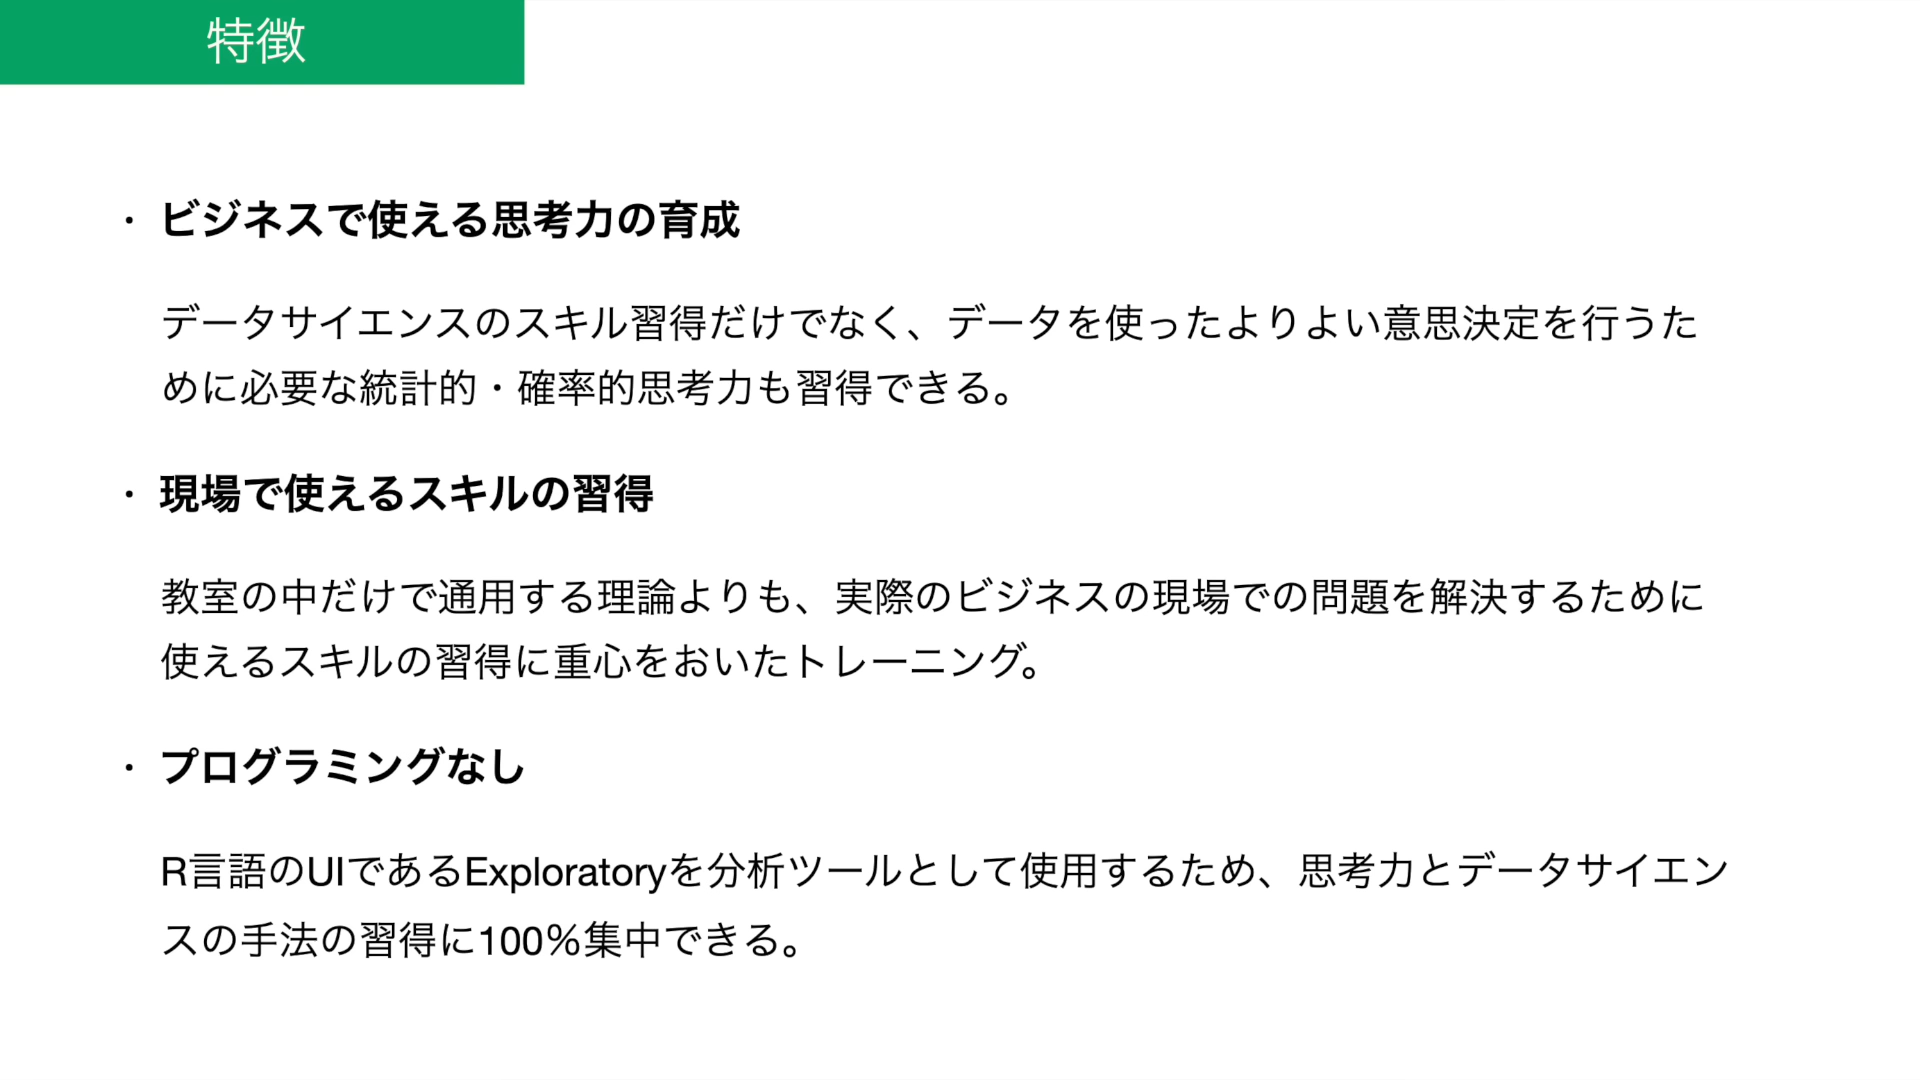 特徴
・ ビジネスで使える思考力の育成
データサイエンスのスキル習得だけでなく、データを使ったよりよい意思決定を行うた
めに必要な統計的・確率的思考力も習得できる。
・ 現場で使えるスキルの習得
教室の中だけで通用する理論よりも、実際のビジネスの現場での問題を解決するために
使えるスキルの習得に重心をおいたトレーニング。
・ プログラミングなし
R言語のUIであるExploratoryを分析ツールとして使用するため、思考力とデータサイエン
スの手法の習得に100%集中できる。